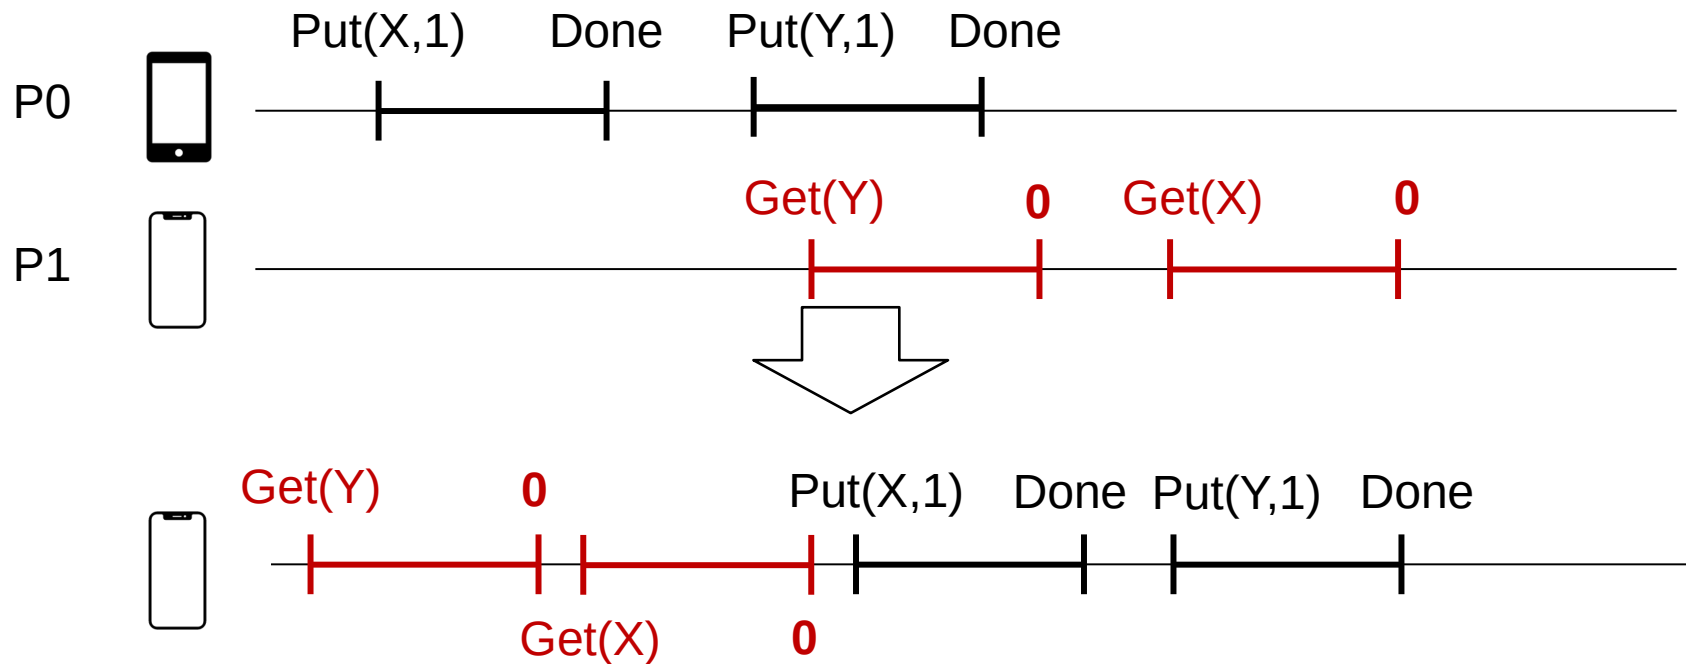 Put(X,1) Done Put(Y,1) Done
P0
Get(Y) 0 Get(X) 0
P1
Get(Y) 0 Put(X,1) Done Put(Y,1) Done
Get(X) 0